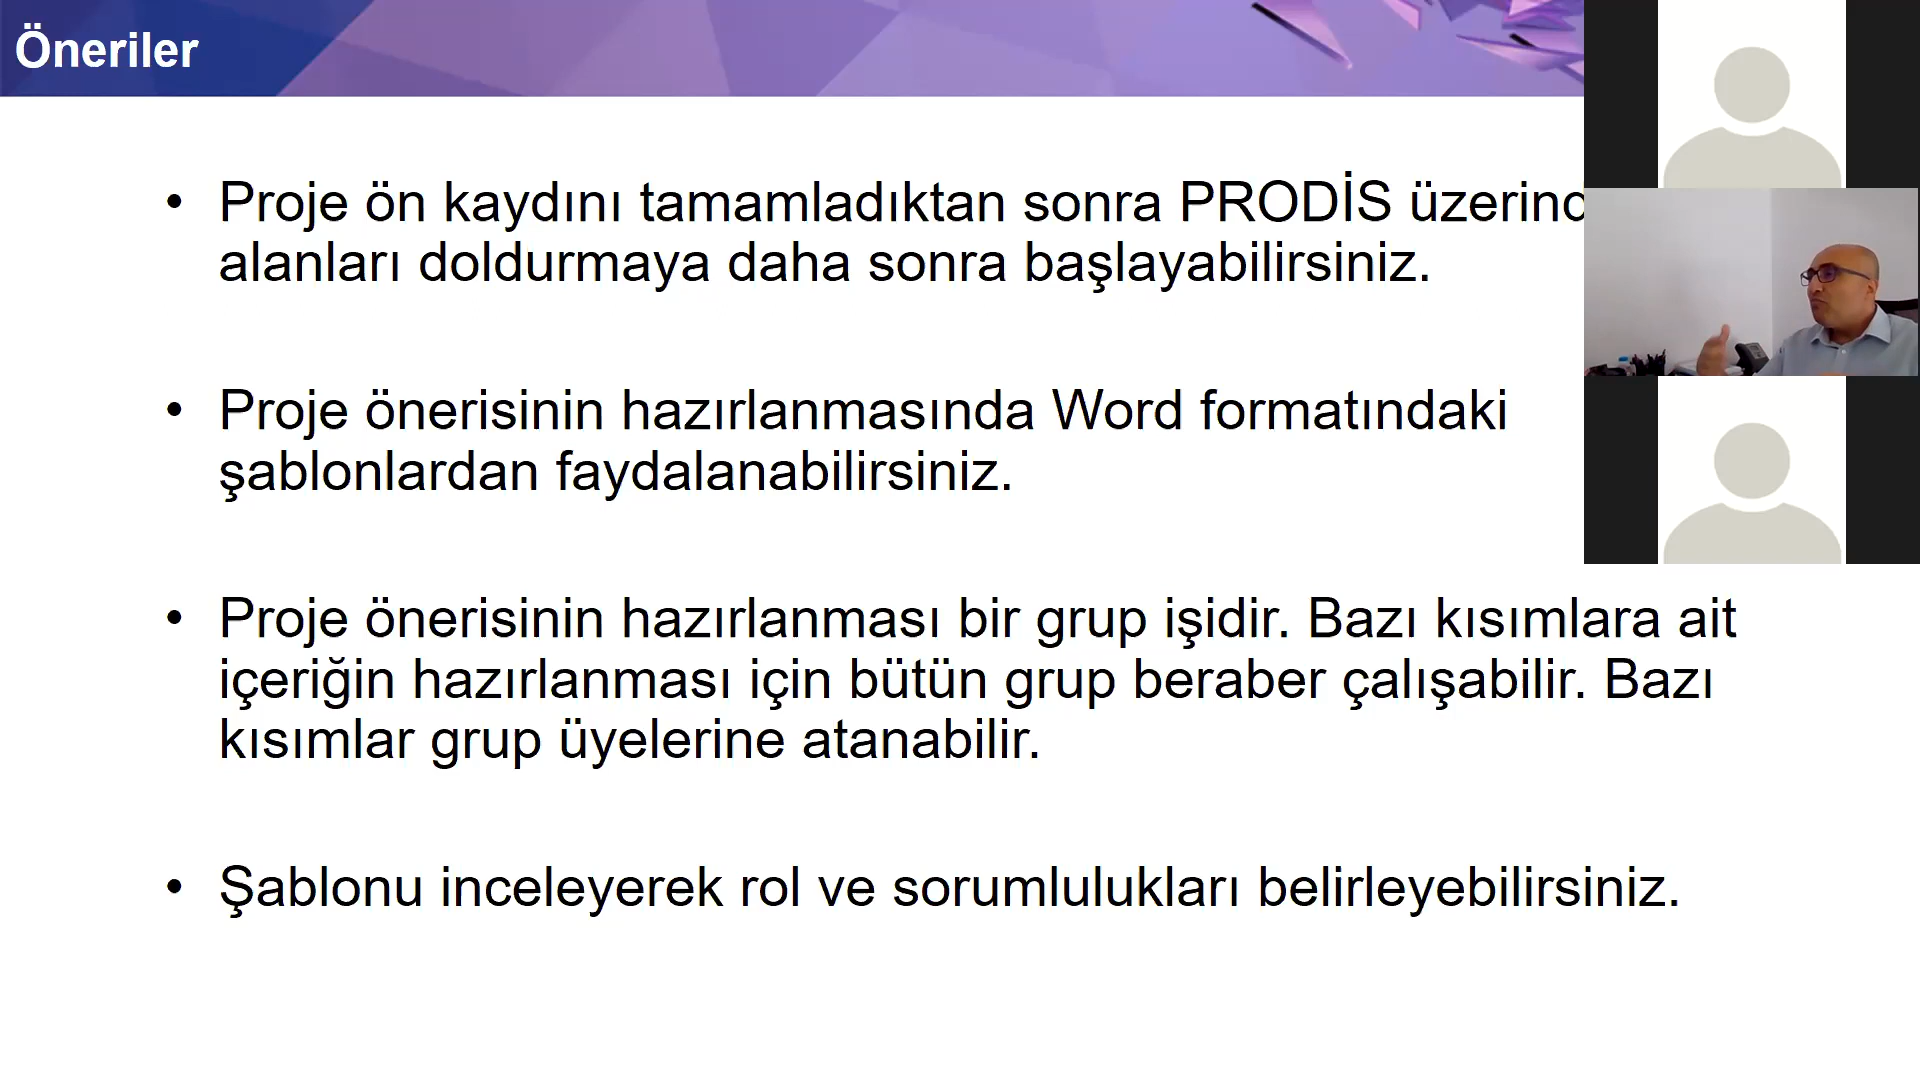 Öneriler
• Proje ön kaydını tamamladıktan sonra PRODİS
alanları doldurmaya daha sonra başlayabilirsiniz.
• Proje önerisinin hazırlanmasında Word formatındaki
şablonlardan faydalanabilirsiniz.
• Proje önerisinin hazırlanması bir grup işidir. Bazı kısımlara ait
içeriğin hazırlanması için bütün grup beraber çalışabilir. Bazı
kısımlar grup üyelerine atanabilir.
• Şablonu inceleyerek rol ve sorumlulukları belirleyebilirsiniz.